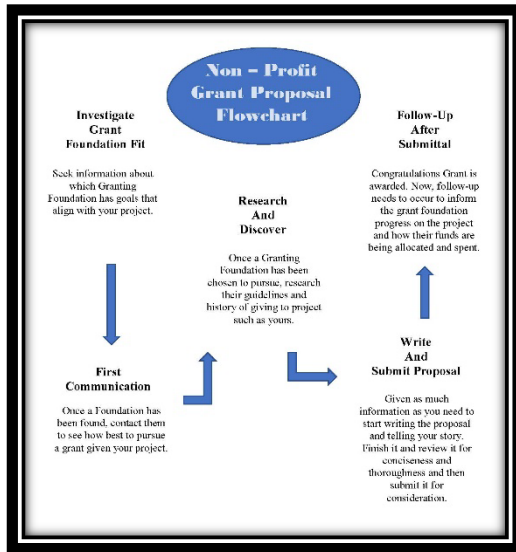 Non – Profit
Grant Proposal
Flowchart
Investigate
Grant
Foundation Fit
Seek information about
which Granting
Foundation has goals that
align with your project.
First
Communication
Once a Foundation has
been found, contact them
to see how best to pursue
a grant given your project.
Research
And
Discover
Once a Granting
Foundation has been
chosen to pursue, research
their guidelines and
history of giving to project
such as yours.
Write
And
Submit Proposal
Given as much
information as you need to
start writing the proposal
and telling your story.
Finish it and review it for
conciseness and
thoroughness and then
submit it for
consideration.
Follow-Up
After
Submittal
Congratulations Grant is
awarded. Now, follow-up
needs to occur to inform
the grant foundation
progress on the project
and how their funds are
being allocated and spent.